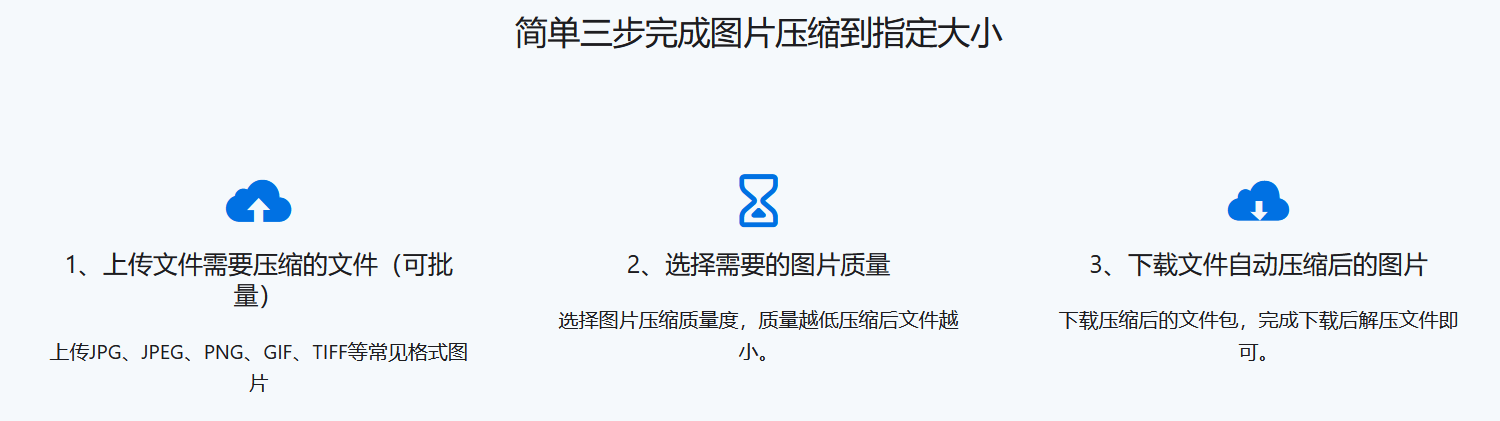 简单三步完成图片压缩到指定大小
1、上传文件需要压缩的文件（可批
量）
上传JPG、JPEG、PNG、GIF、TIFF等常见格式图
片
2、选择需要的图片质量
选择图片压缩质量度，质量越低压缩后文件越
小。
3、下载文件自动压缩后的图片
下载压缩后的文件包，完成下载后解压文件即
可。